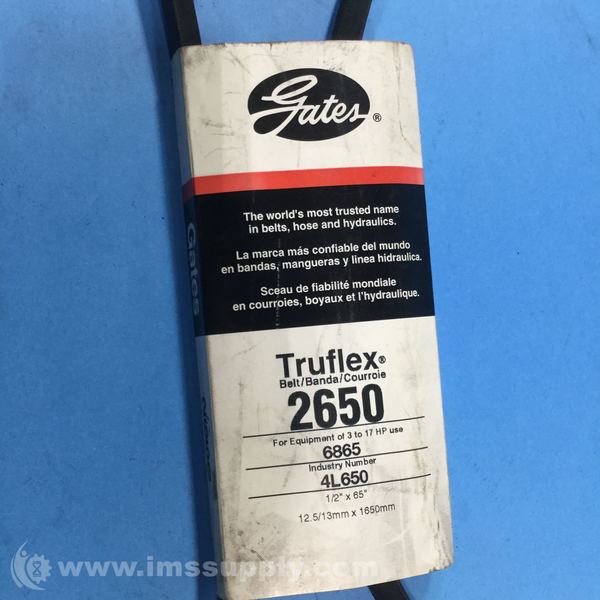 Gates®
The world's most trusted name
in belts, hose and hydraulics.
La marca más confiable del mundo
en bandas, mangueras y linea hidraulica.
Sceau de fiabilité mondiale
en courroies, boyaux et l'hydraulique.
Gates
Truflex®
Belt/Banda/Courroie
2650
For Equipment of 3 to 17 HP use
6865
Industry Number
4L650
1/2" x 65"
12.5/13mm x 1650mm
www.imssupply.com